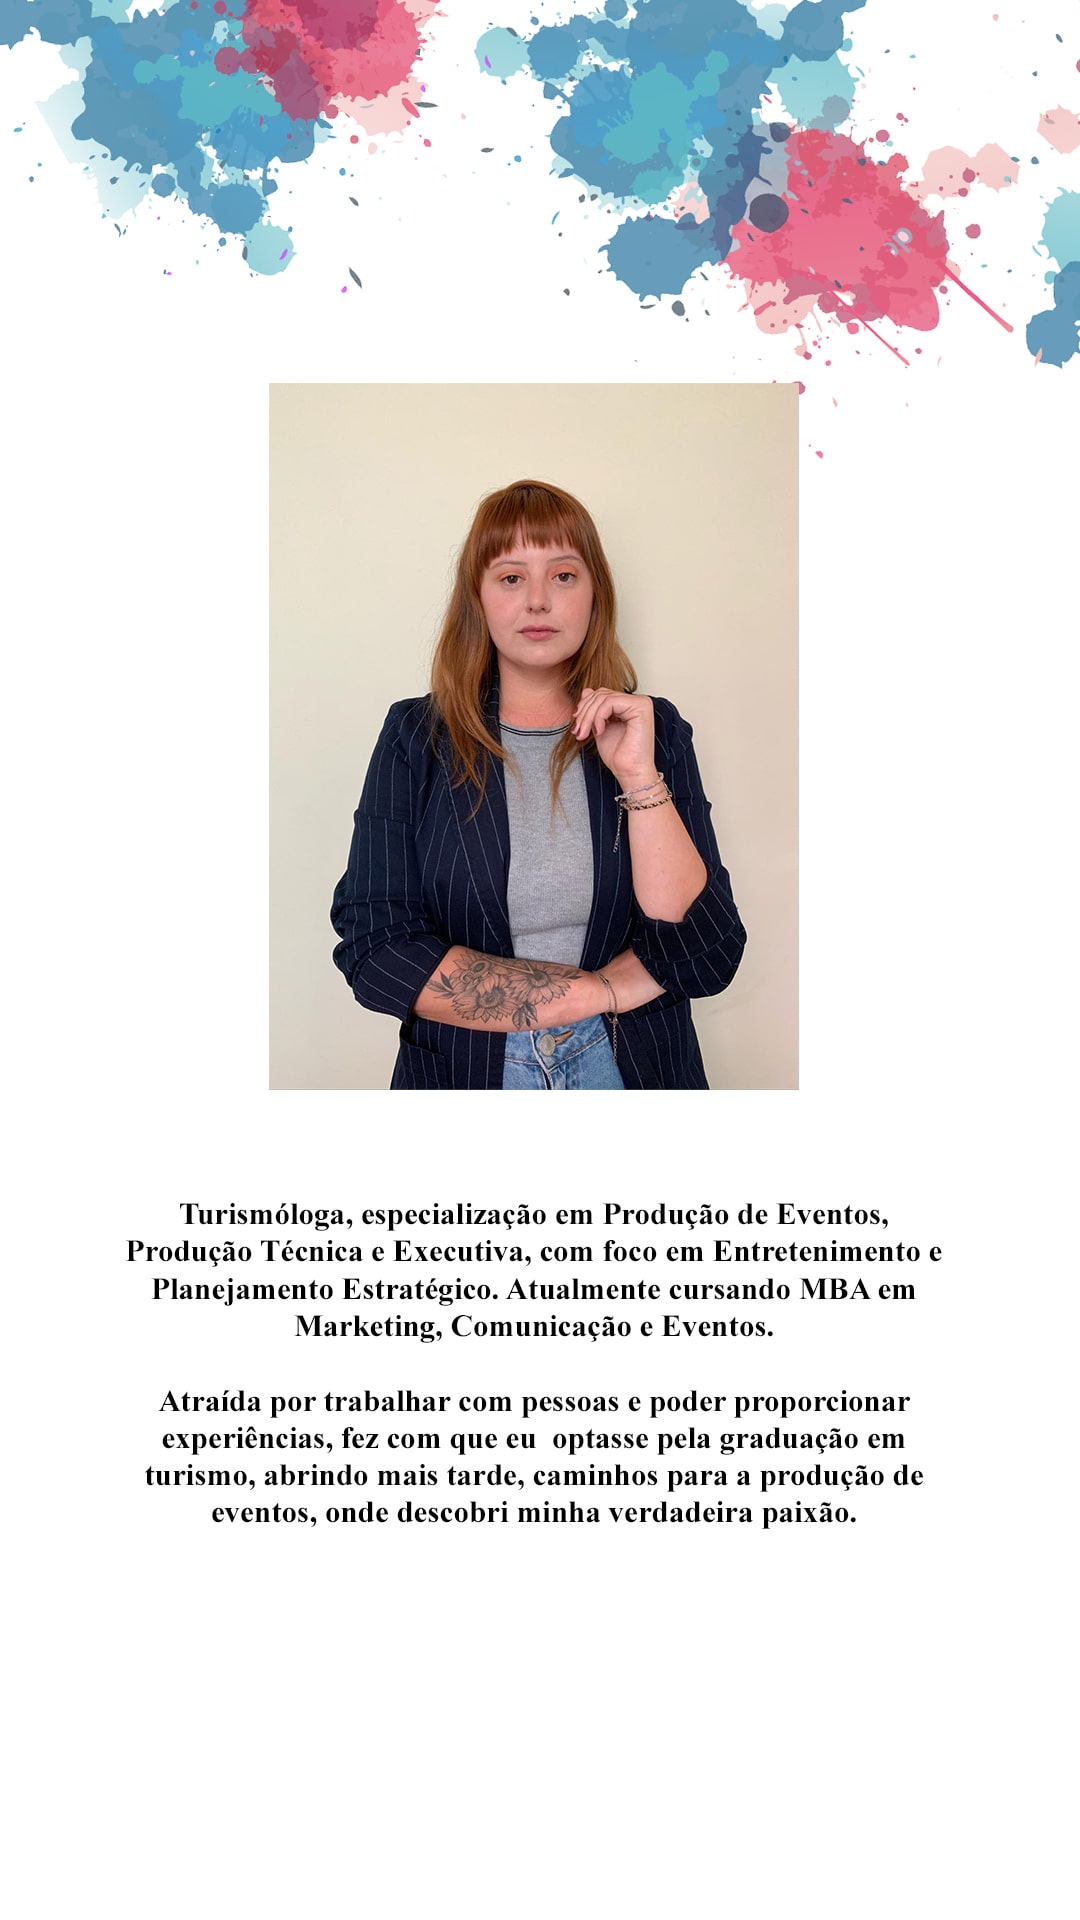 Turismóloga, especialização em Produção de Eventos,
Produção Técnica e Executiva, com foco em Entretenimento e
Planejamento Estratégico. Atualmente cursando MBA em
Marketing, Comunicação e Eventos.
Atraída por trabalhar com pessoas e poder proporcionar
experiências, fez com que eu  optasse pela graduação em
turismo, abrindo mais tarde, caminhos para a produção de
eventos, onde descobri minha verdadeira paixão.